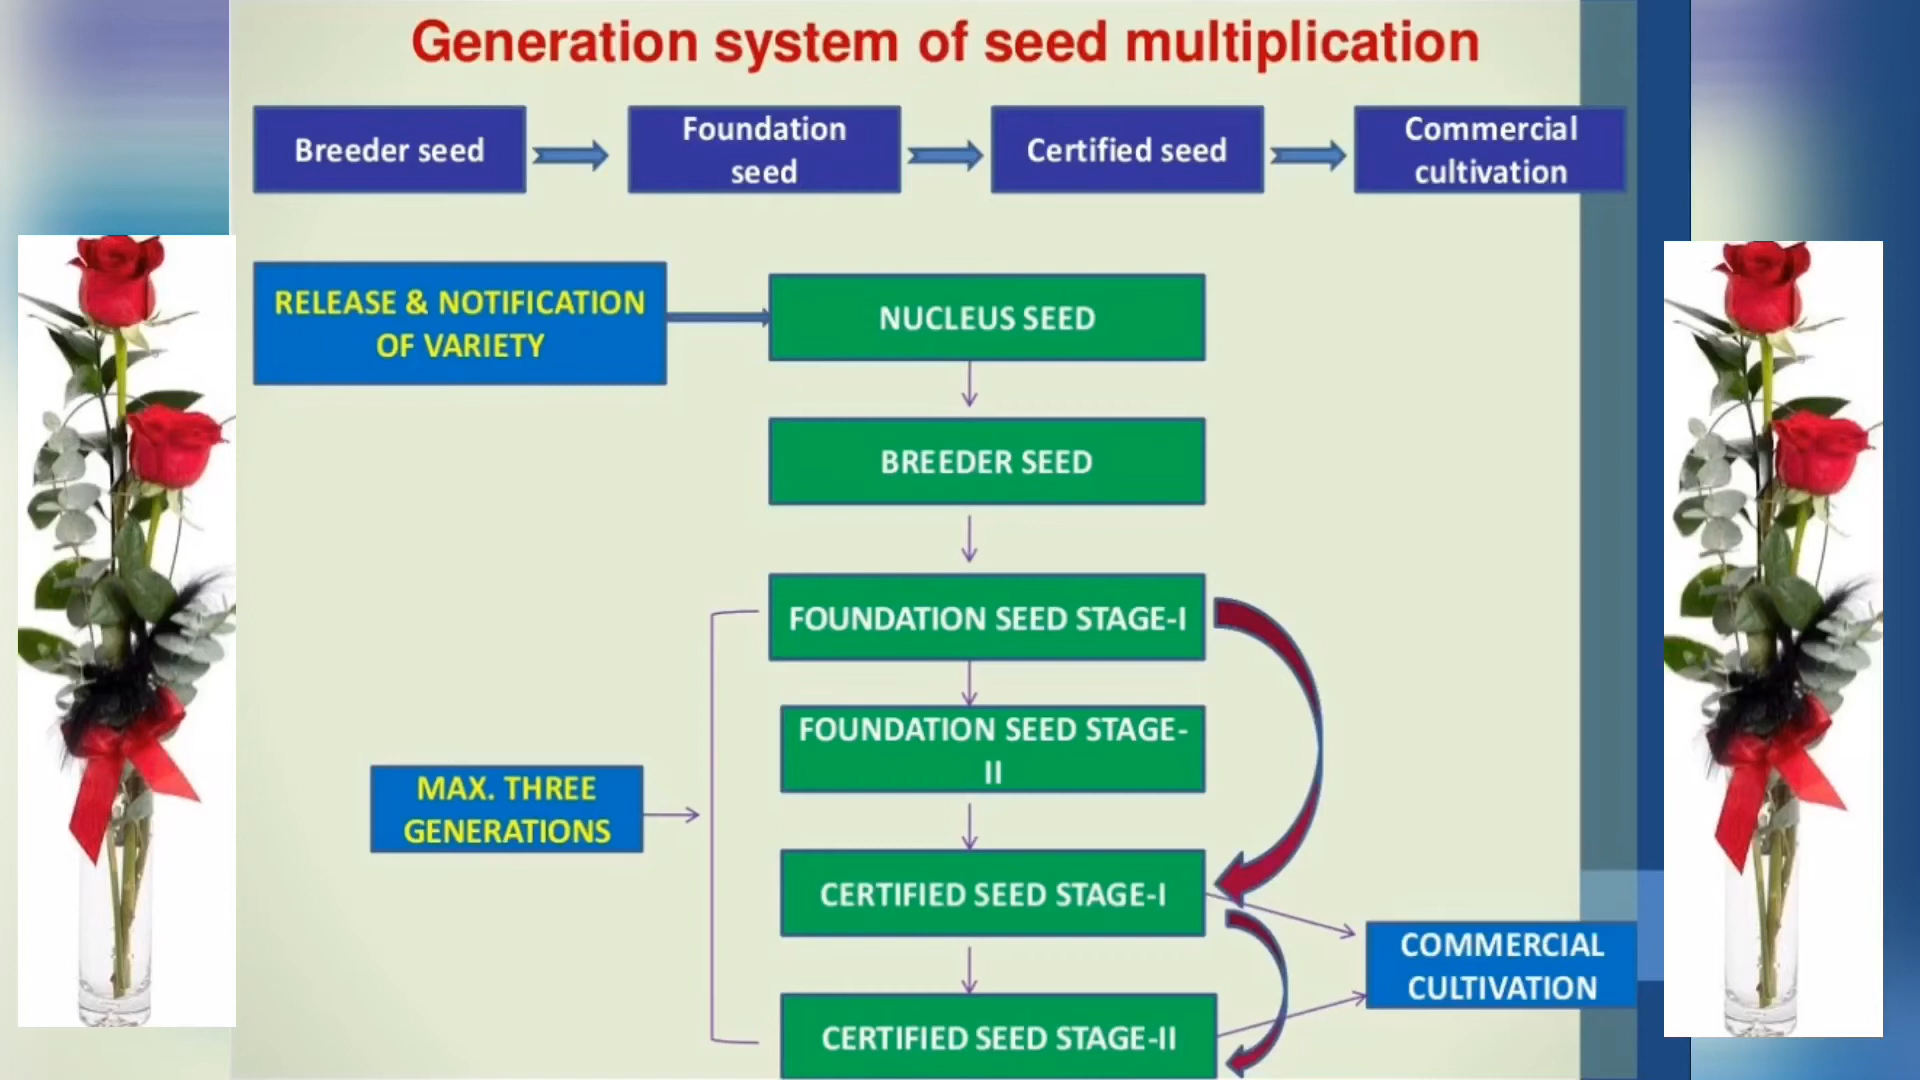 Generation system of seed multiplication
Breeder seed
Foundation
seed
Certified seed
Commercial
cultivation
RELEASE & NOTIFICATION
OF VARIETY
NUCLEUS SEED
BREEDER SEED
FOUNDATION SEED STAGE-I
FOUNDATION SEED STAGE-
II
MAX. THREE
GENERATIONS
CERTIFIED SEED STAGE-I
COMMERCIAL
CULTIVATION
CERTIFIED SEED STAGE-II